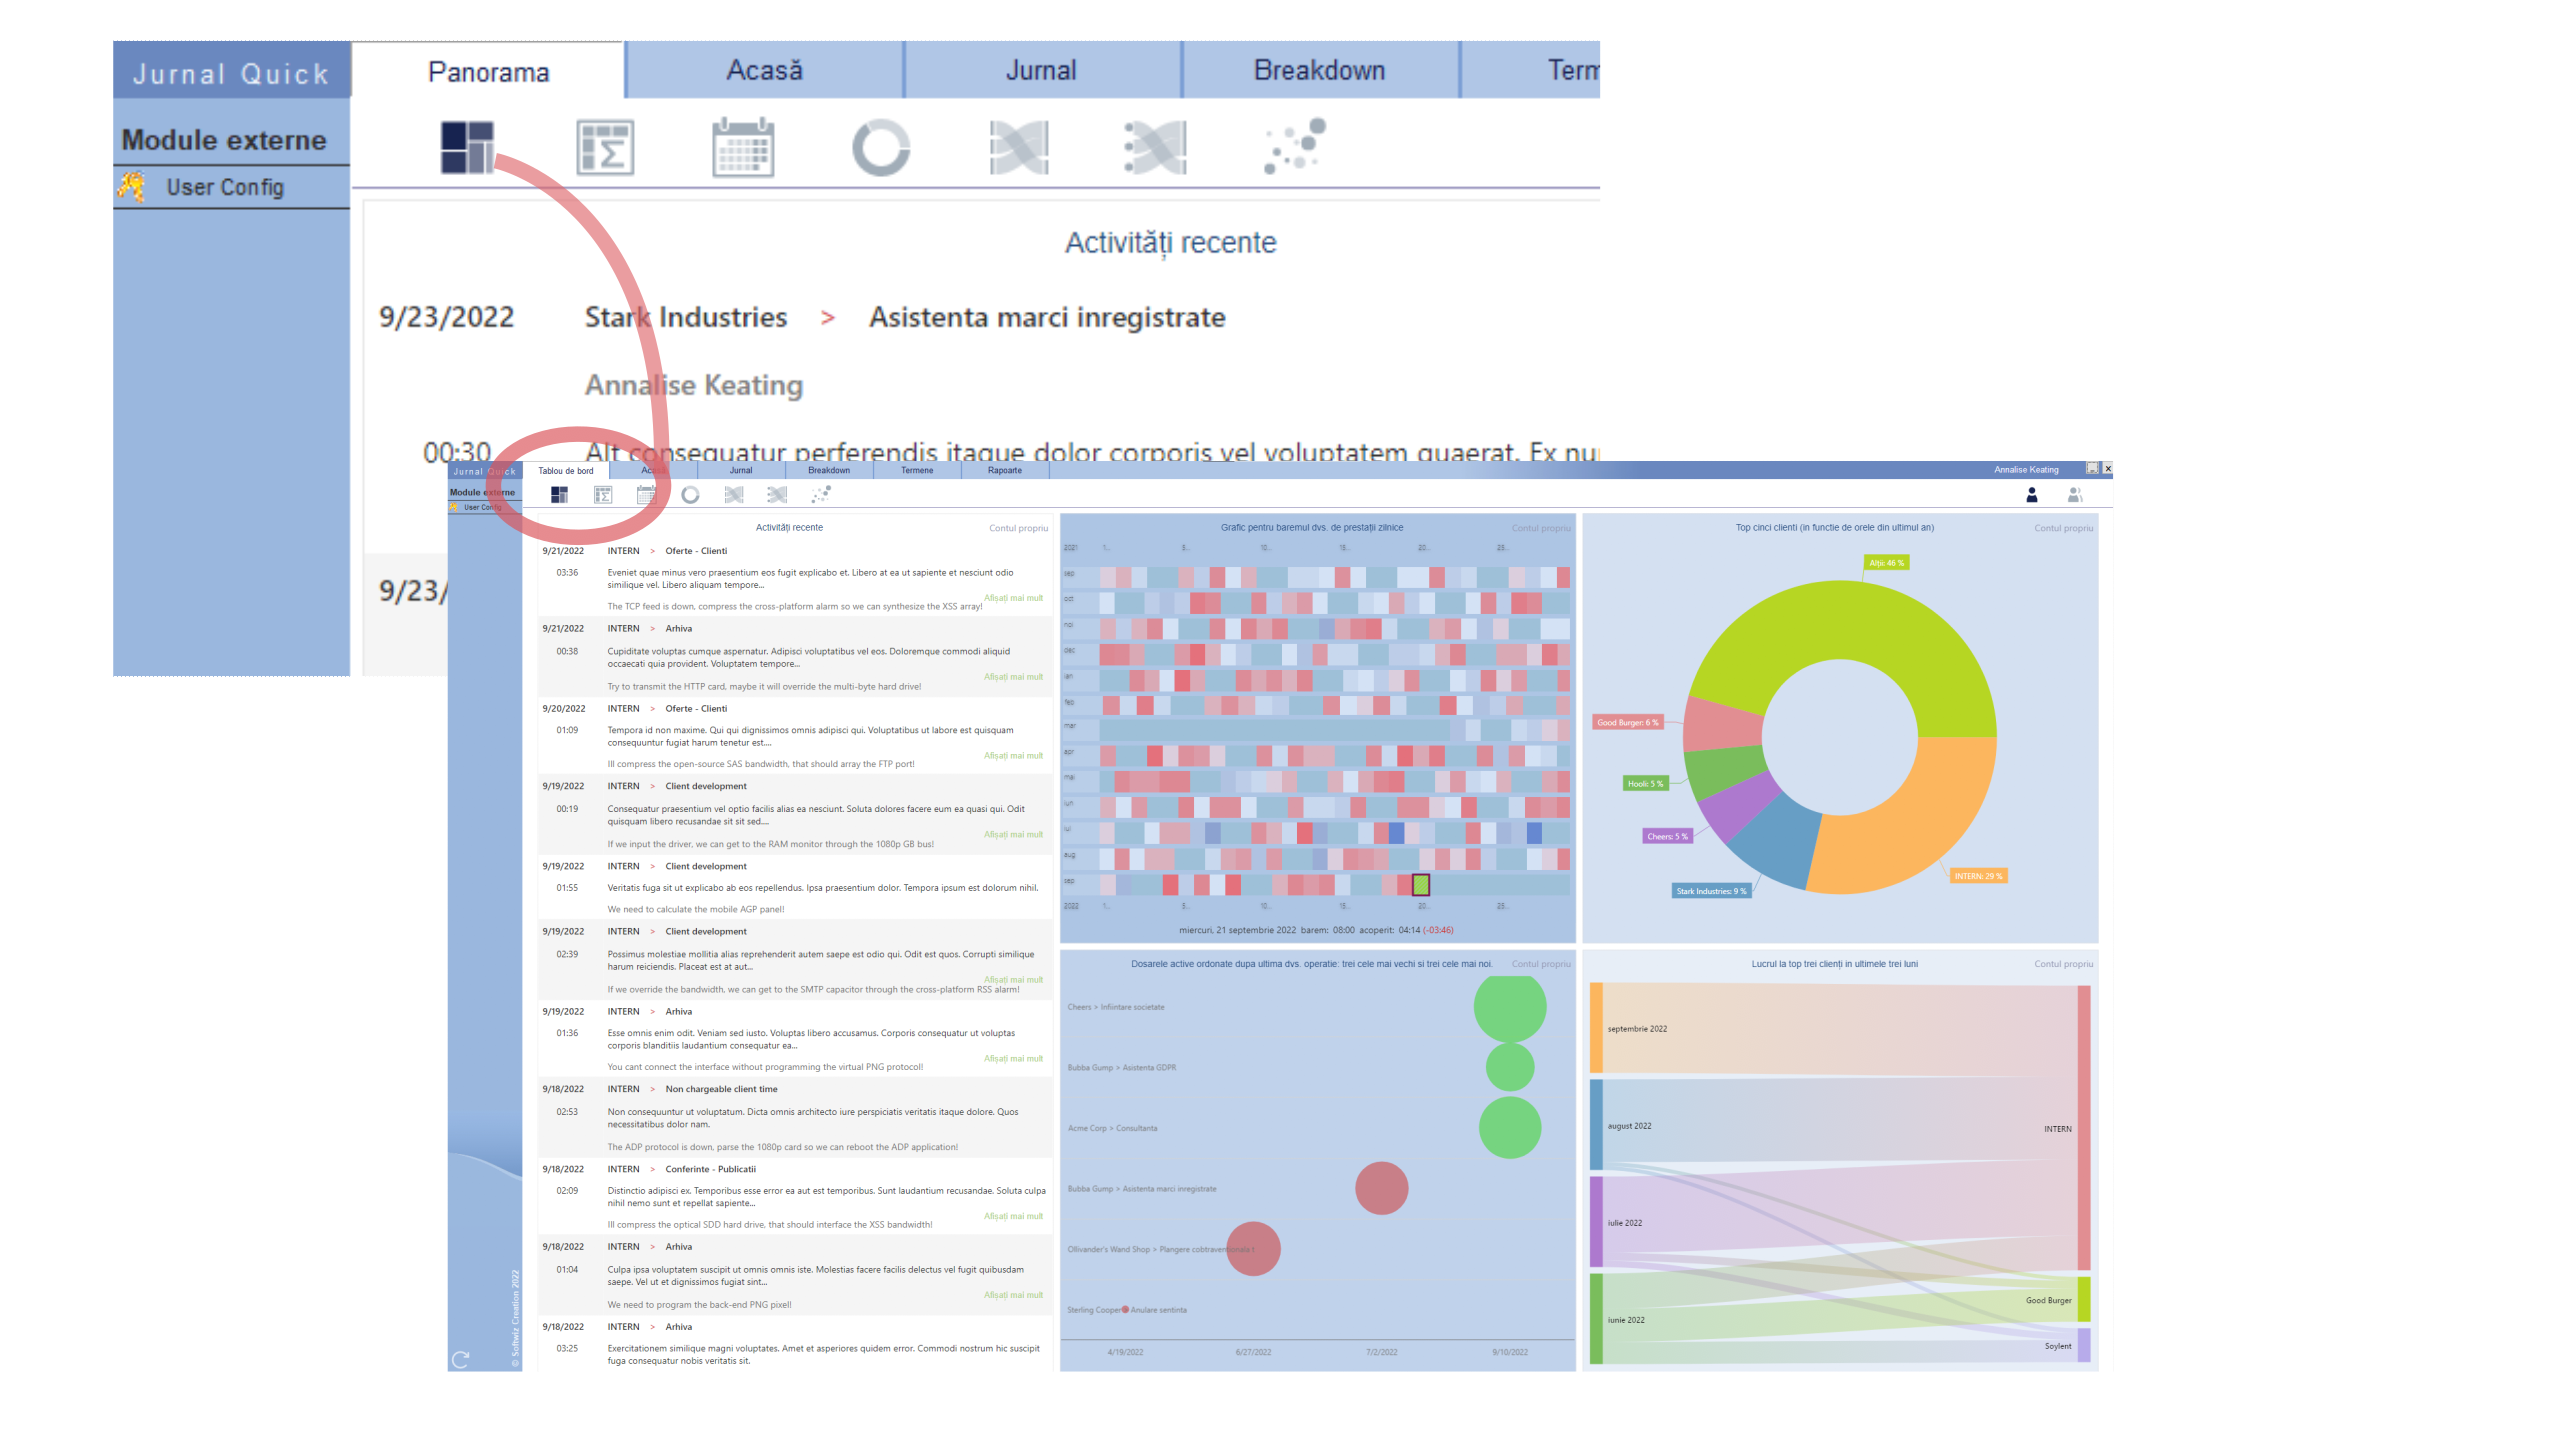 Jurnal Quick
Panorama
Acasă
Jurnal
Breakdown
Module externe
User Config
Activități recente
9/23/2022 Stark Industries > Asistenta marci inregistrate
Annalise Keating
00:30 Alt consequatur perferendis itaque dolor corporis vel voluptatem quaerat. Ex
9/23/
Jurnal Quick Tablou de bord Acasă Jurnal Breakdown Termene Rapoarte Annalise Keating
Module externe
User Config
Activități recente Contul propriu
9/21/2022 INTERN > Oferte - Clienti
03:36 Eveniet quae minus vero praesentium eos fugit explicabo et. Libero at ea ut sapiente et nesciunt odio
similique vel. Libero aliquam tempore...
Afișați mai mult
The TCP feed is down, compress the cross-platform alarm so we can synthesize the XSS array!
9/21/2022 INTERN > Arhiva
00:38 Cupiditate voluptas cumque aspernatur. Adipisci voluptatibus vel eos. Doloremque commodi aliquid
occaecati quia provident. Voluptatem tempore...
Afișați mai mult
Try to transmit the HTTP card, maybe it will override the multi-byte hard drive!
9/20/2022 INTERN > Oferte - Clienti
01:09 Tempora id non maxime. Qui qui dignissimos omnis adipisci qui. Voluptatibus ut labore est quisquam
consequuntur fugiat harum tenetur est....
Afișați mai mult
Ill compress the open-source SAS bandwidth, that should array the FTP port!
9/19/2022 INTERN > Client development
00:19 Consequatur praesentium vel optio facilis alias ea nesciunt. Soluta dolores facere eum ea quasi qui. Odit
quisquam libero recusandae sit sit sed....
Afișați mai mult
If we input the driver, we can get to the RAM monitor through the 1080p GB bus!
9/19/2022 INTERN > Client development
01:55 Veritatis fuga sit ut explicabo ab eos repellendus. Ipsa praesentium dolor. Tempora ipsum est dolorum nihil.
We need to calculate the mobile AGP panel!
9/19/2022 INTERN > Client development
02:39 Possimus molestiae mollitia alias reprehenderit autem saepe est odio qui. Odit est quos. Corrupti similique
harum reiciendis. Placeat est at aut...
Afișați mai mult
If we override the bandwidth, we can get to the SMTP capacitor through the cross-platform RSS alarm!
9/19/2022 INTERN > Arhiva
01:36 Esse omnis enim odit. Veniam sed iusto. Voluptas libero accusamus. Corporis consequatur ut voluptas
corporis blanditiis laudantium consequatur ea...
Afișați mai mult
You cant connect the interface without programming the virtual PNG protocol!
9/18/2022 INTERN > Non chargeable client time
02:53 Non consequuntur ut voluptatum. Dicta omnis architecto iure perspiciatis veritatis itaque dolore. Quos
necessitatibus dolor nam.
The ADP protocol is down, parse the 1080p card so we can reboot the ADP application!
9/18/2022 INTERN > Conferinte - Publicatii
02:09 Distinctio adipisci ex. Temporibus esse error ea aut est temporibus. Sunt laudantium recusandae. Soluta culpa
nihil nemo sunt et repellat sapiente...
Afișați mai mult
Ill compress the optical SDD hard drive, that should interface the XSS bandwidth!
9/18/2022 INTERN > Arhiva
01:04 Culpa ipsa voluptatem suscipit ut omnis omnis iste. Molestias facere facilis delectus vel fugit quibusdam
saepe. Vel ut et dignissimos fugiat sint...
Afișați mai mult
We need to program the back-end PNG pixel!
9/18/2022 INTERN > Arhiva
03:25 Exercitationem similique magni voluptates. Amet et asperiores quidem error. Commodi nostrum hic suscipit
fuga consequatur nobis veritatis sit.
© Softwiz Creation 2022
Grafic pentru baremul dvs. de prestații zilnice Contul propriu
2021 1.. 5.. 10.. 15.. 20.. 25..
sep
oct
noi
dec
ian
feb
mar
apr
mai
iun
iul
aug
sep
2022 1.. 5.. 10.. 15.. 20.. 25..
miercuri, 21 septembrie 2022 barem: 08:00 acoperit: 04:14 (-03:46)
Top cinci clienti (in functie de orele din ultimul an) Contul propriu
Alții: 46 %
Good Burger: 6 %
Hooli: 5 %
Cheers: 5 %
Stark Industries: 9 %
INTERN: 29 %
Dosarele active ordonate dupa ultima dvs. operatie: trei cele mai vechi si trei cele mai noi. Contul propriu
Cheers > Infiintare societate
Bubba Gump > Asistenta GDPR
Acme Corp > Consultanta
Bubba Gump > Asistenta marci inregistrate
Ollivander's Wand Shop > Plangere cobtraventionala t
Sterling Cooper Anulare sentinta
4/19/2022 6/27/2022 7/2/2022 9/10/2022
Lucrul la top trei clienți in ultimele trei luni Contul propriu
septembrie 2022
august 2022
iulie 2022
iunie 2022
INTERN
Good Burger
Soylent